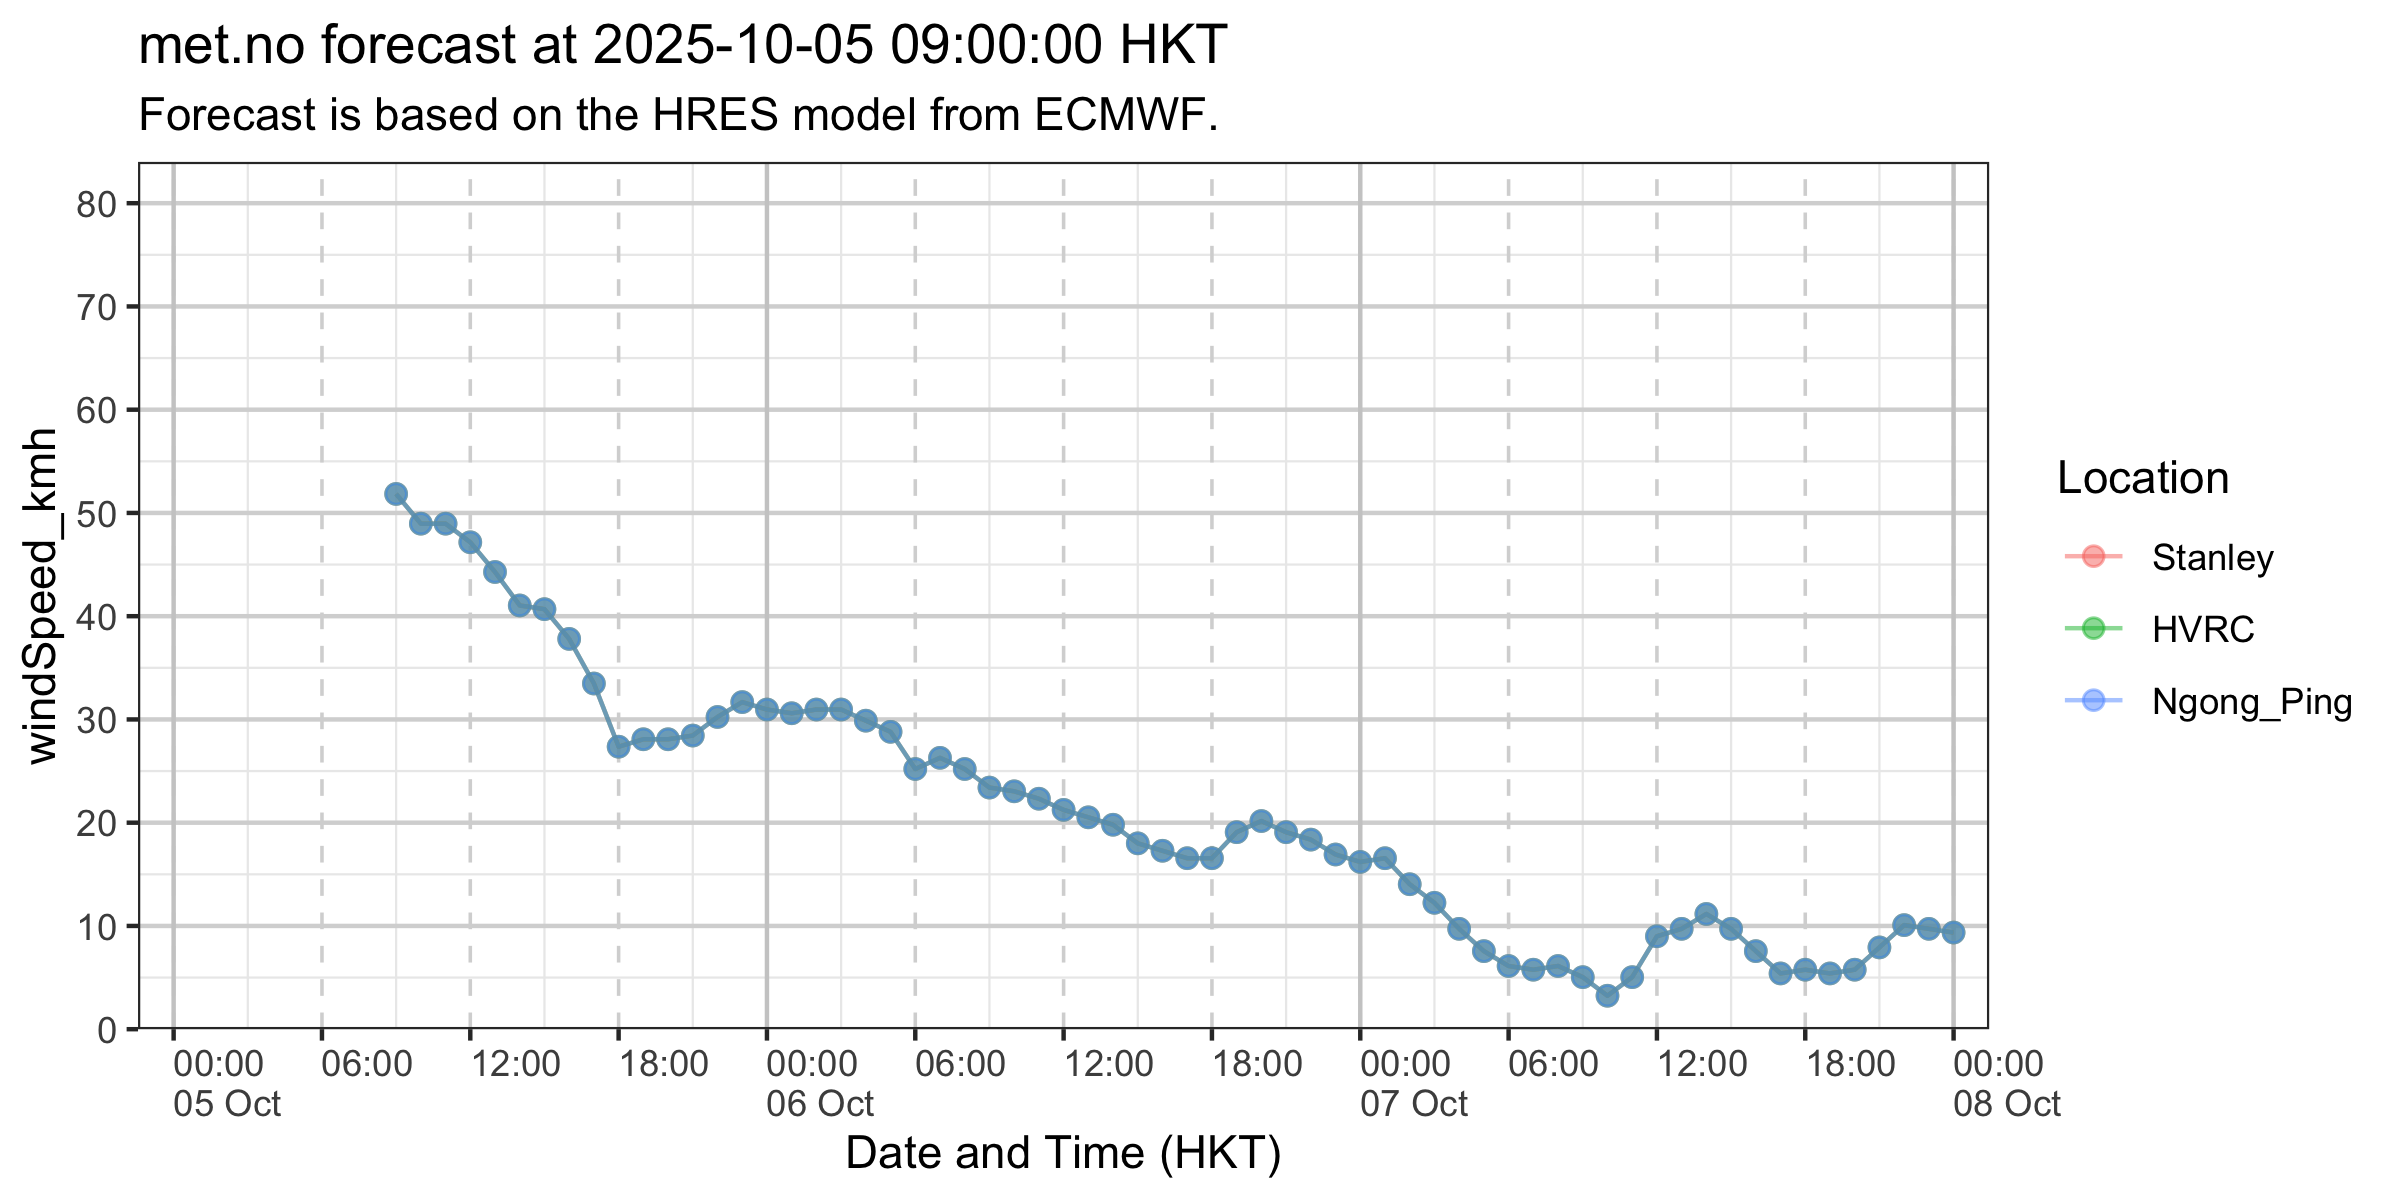 met.no forecast at 2025-10-05 09:00:00 HKT
Forecast is based on the HRES model from ECMWF.
windSpeed_kmh
80
70
60
50
40
30
20
10
0
00:00 06:00 12:00 18:00 00:00 06:00 12:00 18:00 00:00 06:00 12:00 18:00 00:00
05 Oct 06 Oct 07 Oct 08 Oct
Date and Time (HKT)
Location
Stanley
HVRC
Ngong_Ping